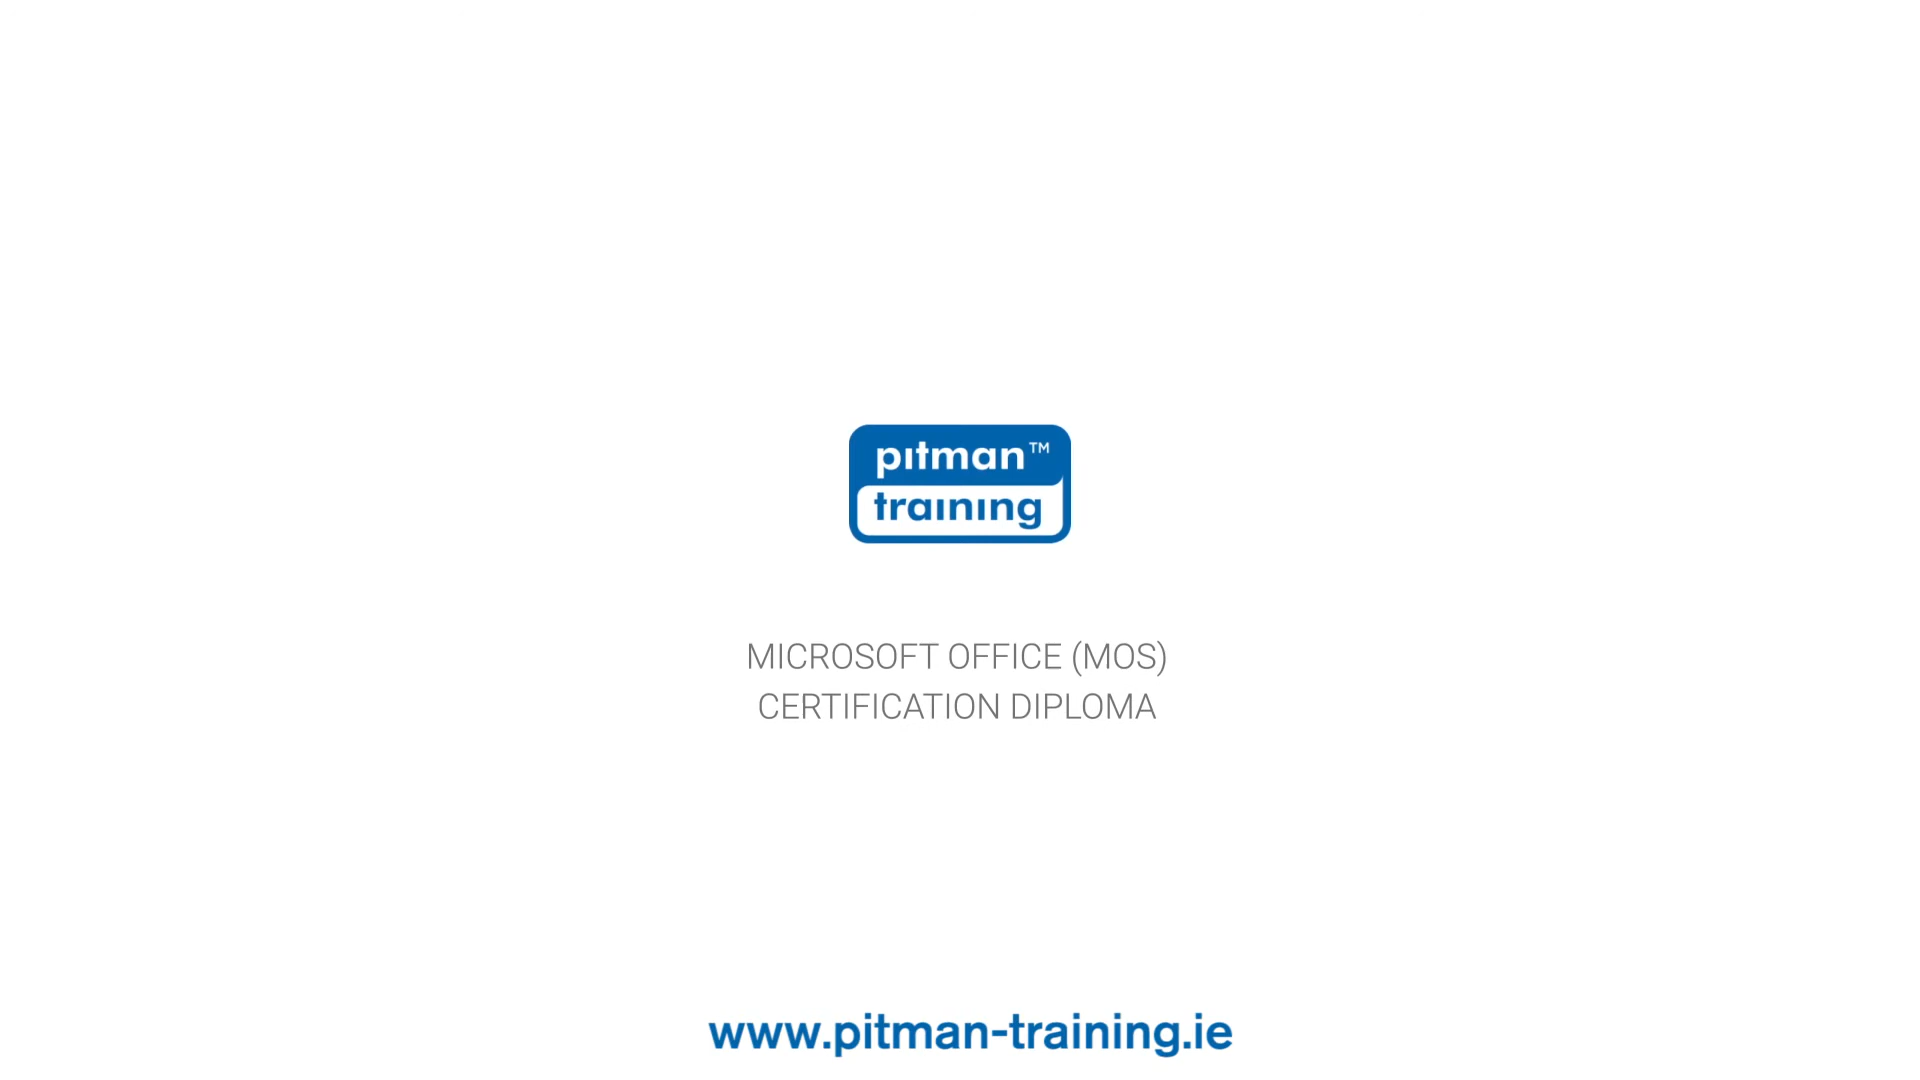 pitman™
training
MICROSOFT OFFICE (MOS)
CERTIFICATION DIPLOMA
www.pitman-training.ie